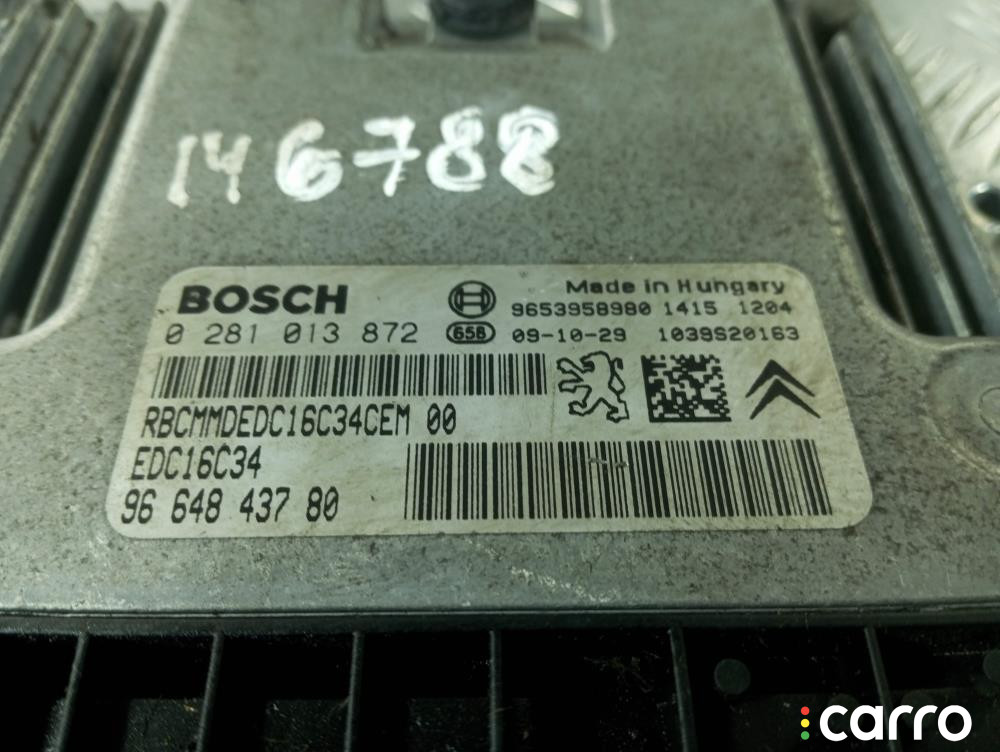 146788
BOSCH
Made in Hungary
9653958980 1415 1204
0 281 013 872
65B 09-10-29 1039S20163
RBCMMDEDC16C34CEM 00
EDC16C34
96 648 437 80
carro